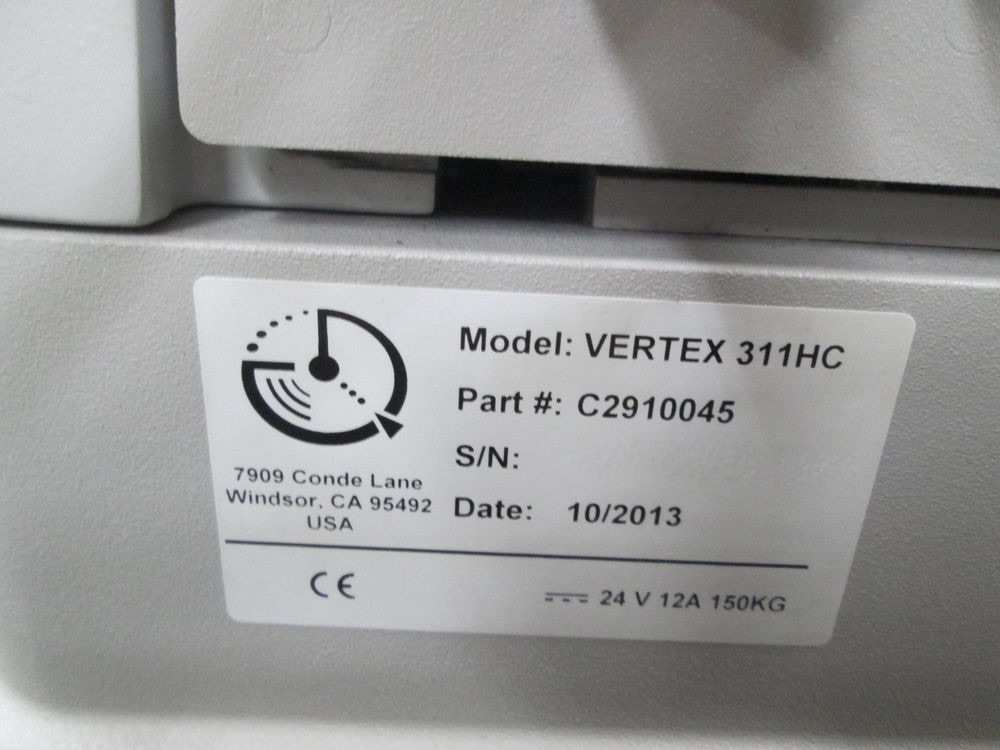 Model: VERTEX 311HC
Part #: C2910045
S/N:
Date: 10/2013
7909 Conde Lane
Windsor, CA 95492
USA
CE
24 V 12A 150KG